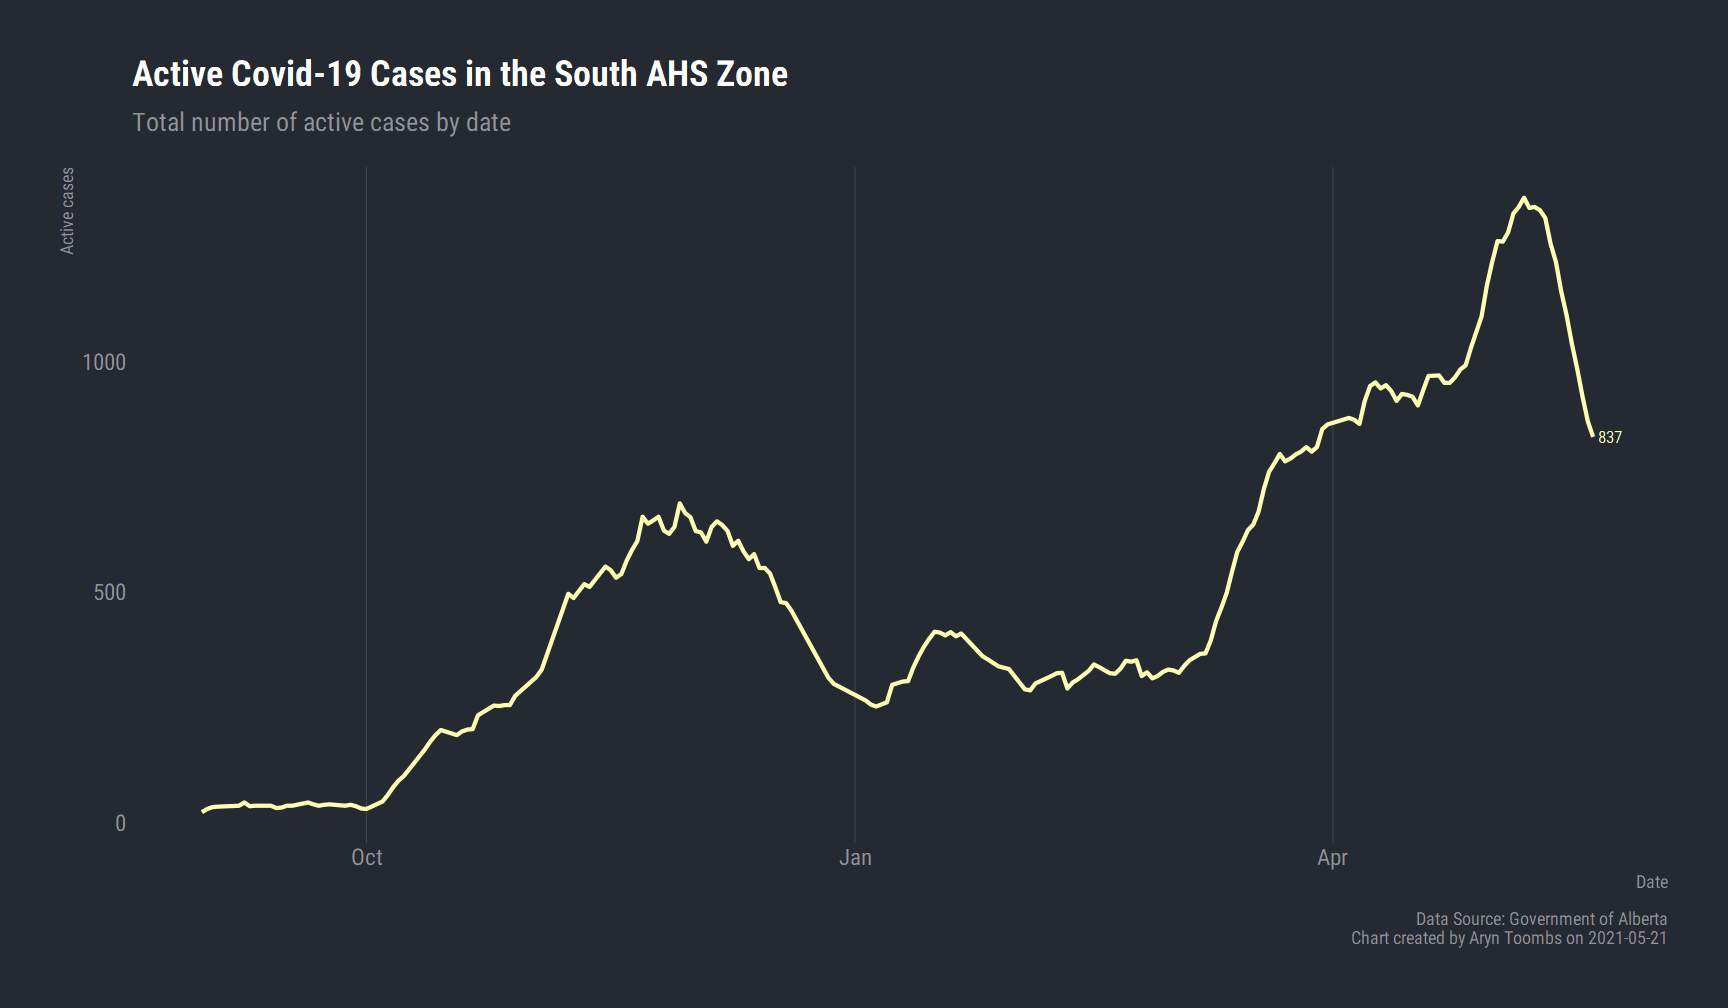 Active Covid-19 Cases in the South AHS Zone
Total number of active cases by date
Active cases
1000
500
0
837
Oct
Jan
Apr
Date
Data Source: Government of Alberta
Chart created by Aryn Toombs on 2021-05-21